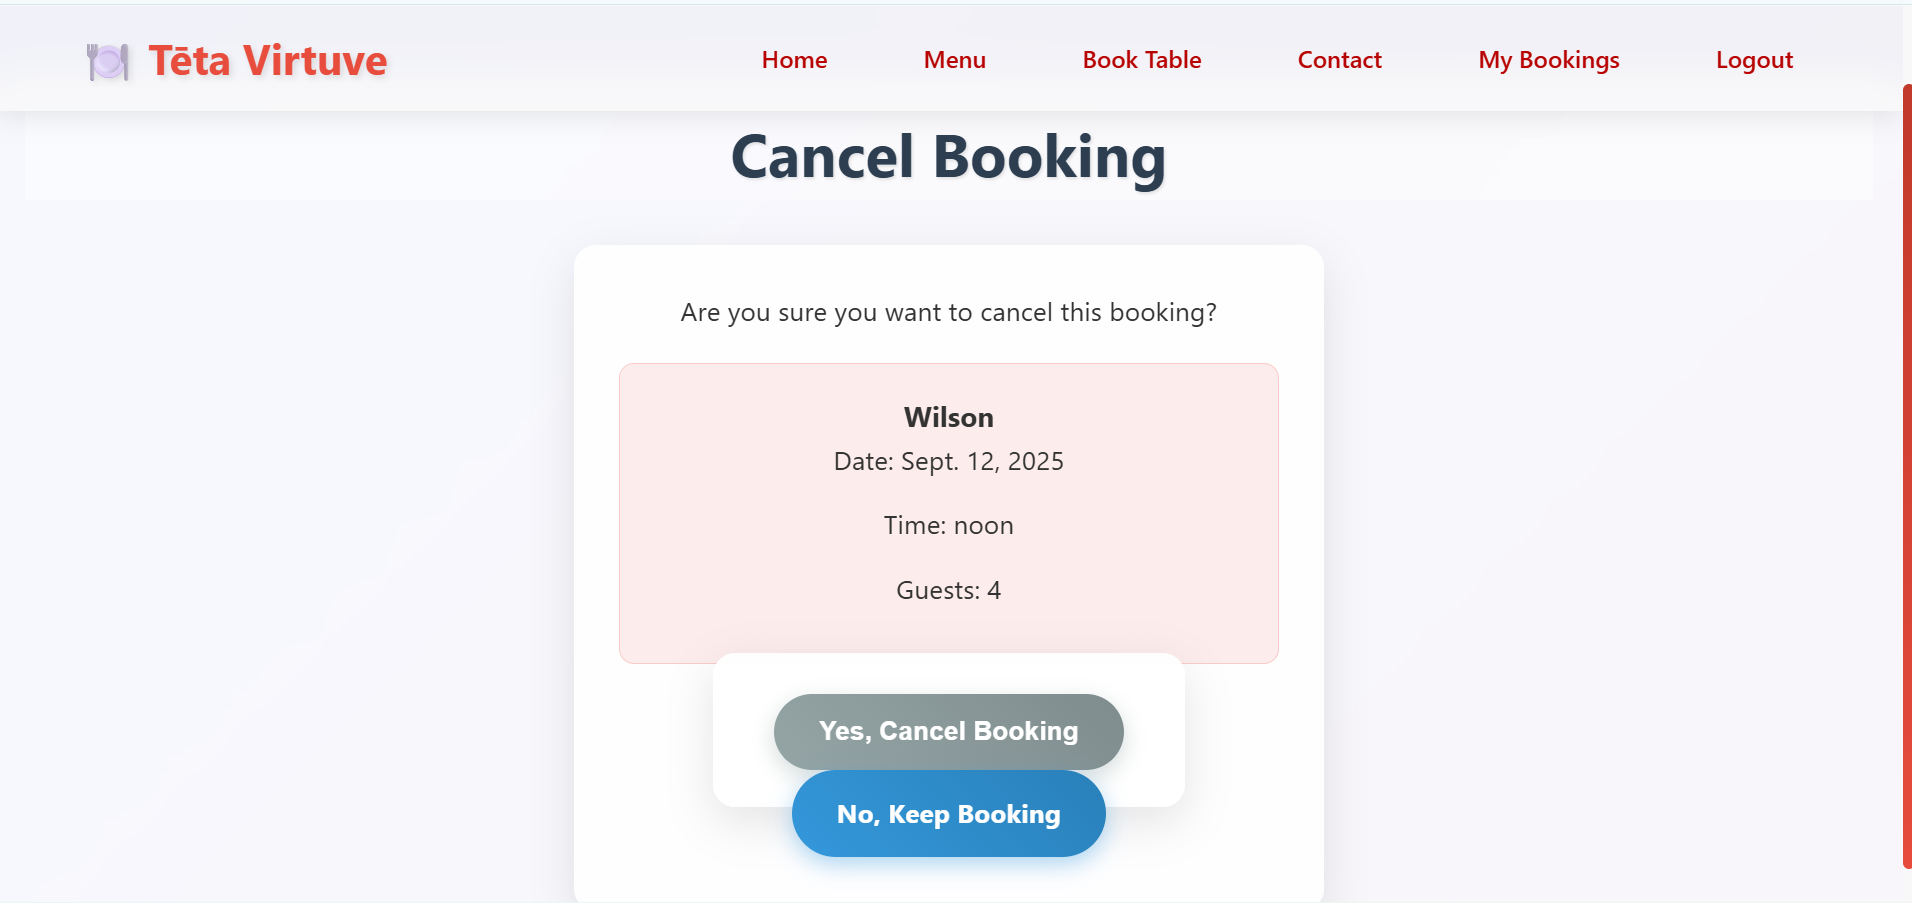 Tēta Virtuve
Home
Menu
Book Table
Contact
My Bookings
Logout
Cancel Booking
Are you sure you want to cancel this booking?
Wilson
Date: Sept. 12, 2025
Time: noon
Guests: 4
Yes, Cancel Booking
No, Keep Booking